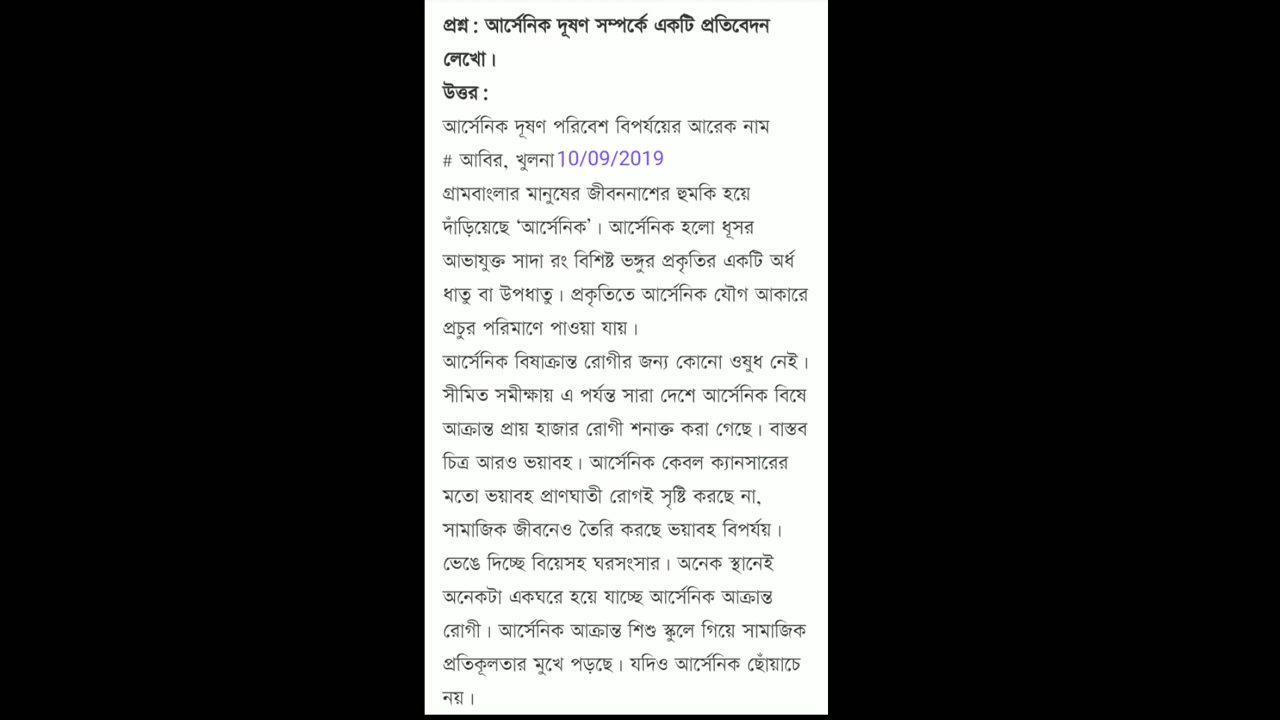 প্রশ্ন : আর্সেনিক দূষণ সম্পর্কে একটি প্রতিবেদন
লেখো।
উত্তর :
আর্সেনিক দূষণ পরিবেশ বিপর্যয়ের আরেক নাম
# আবির, খুলনা10/09/2019
গ্রামবাংলার মানুষের জীবননাশের হুমকি হয়ে
দাঁড়িয়েছে ‘আর্সেনিক’। আর্সেনিক হলো ধূসর
আভাযুক্ত সাদা রং বিশিষ্ট ভঙ্গুর প্রকৃতির একটি অর্ধ
ধাতু বা উপধাতু। প্রকৃতিতে আর্সেনিক যৌগ আকারে
প্রচুর পরিমাণে পাওয়া যায়।
আর্সেনিক বিষাক্রান্ত রোগীর জন্য কোনো ওষুধ নেই।
সীমিত সমীক্ষায় এ পর্যন্ত সারা দেশে আর্সেনিক বিষে
আক্রান্ত প্রায় হাজার রোগী শনাক্ত করা গেছে। বাস্তব
চিত্র আরও ভয়াবহ। আর্সেনিক কেবল ক্যানসারের
মতো ভয়াবহ প্রাণঘাতী রোগই সৃষ্টি করছে না,
সামাজিক জীবনেও তৈরি করছে ভয়াবহ বিপর্যয়।
ভেঙে দিচ্ছে বিয়েসহ ঘরসংসার। অনেক স্থানেই
অনেকটা একঘরে হয়ে যাচ্ছে আর্সেনিক আক্রান্ত
রোগী। আর্সেনিক আক্রান্ত শিশু স্কুলে গিয়ে সামাজিক
প্রতিকূলতার মুখে পড়ছে। যদিও আর্সেনিক ছোঁয়াচে
নয়।